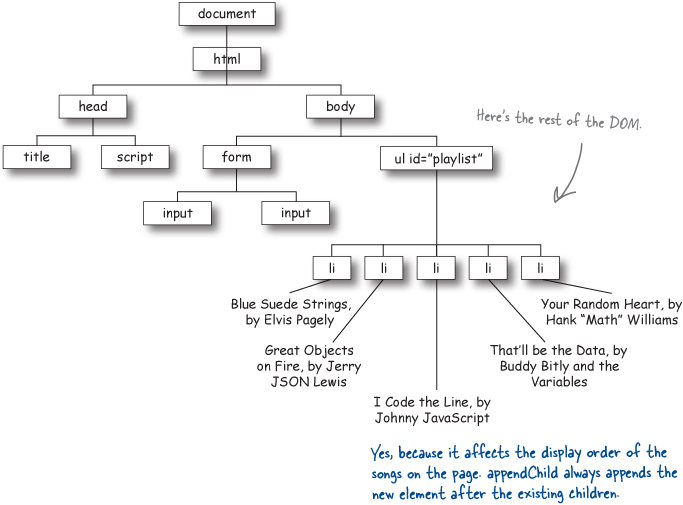 document
html
head
body
Here's the rest of the DOM.
title
script
form
ul id="playlist"
input
input
li
li
li
li
li
Blue Suede Strings,
by Elvis Pagely
Great Objects
on Fire, by Jerry
JSON Lewis
I Code the Line, by
Johnny JavaScript
That'll be the Data, by
Buddy Bitly and the
Variables
Your Random Heart, by
Hank "Math" Williams
Yes, because it affects the display order of the
songs on the page. appendChild always appends the
new element after the existing children.